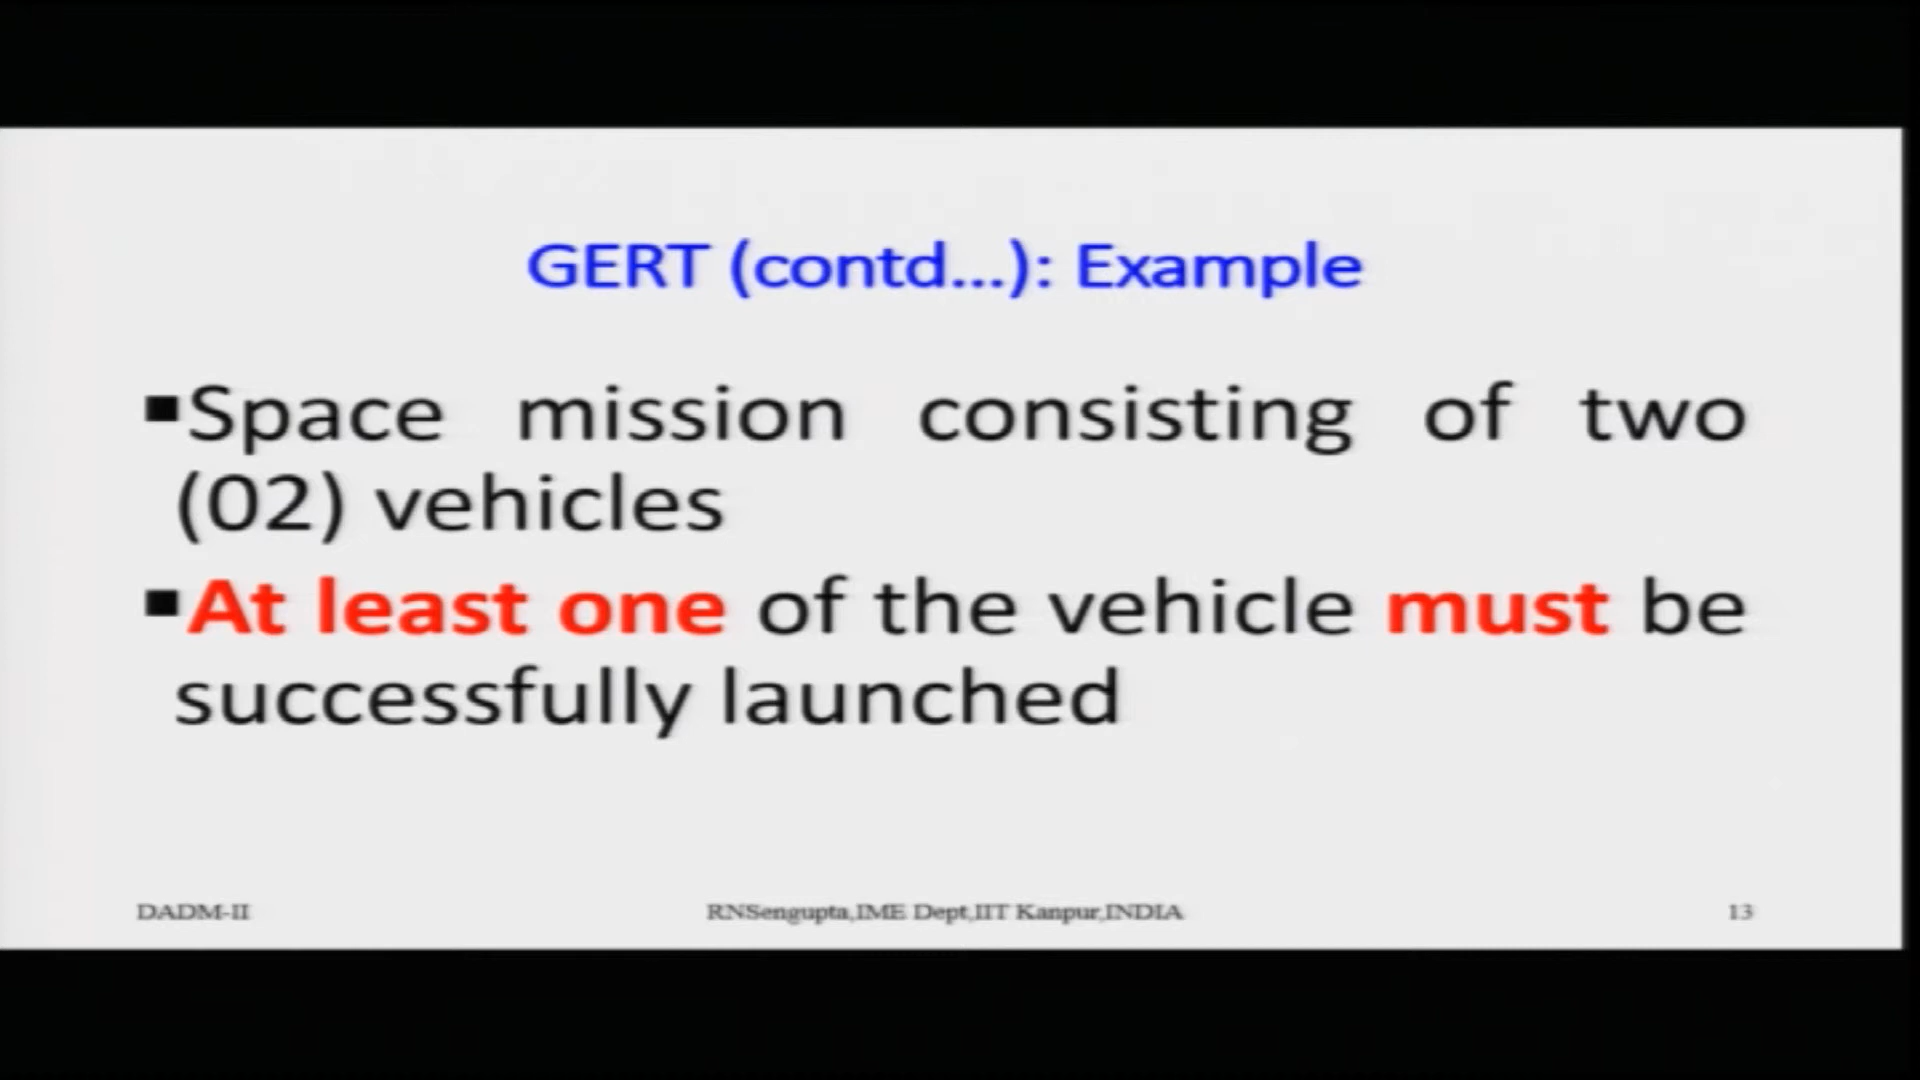 GERT (contd...): Example
▪Space mission consisting of two
(02) vehicles
▪At least one of the vehicle must be
successfully launched
DADM-II
RNSengupta,IME Dept,IIT Kanpur,INDIA
13